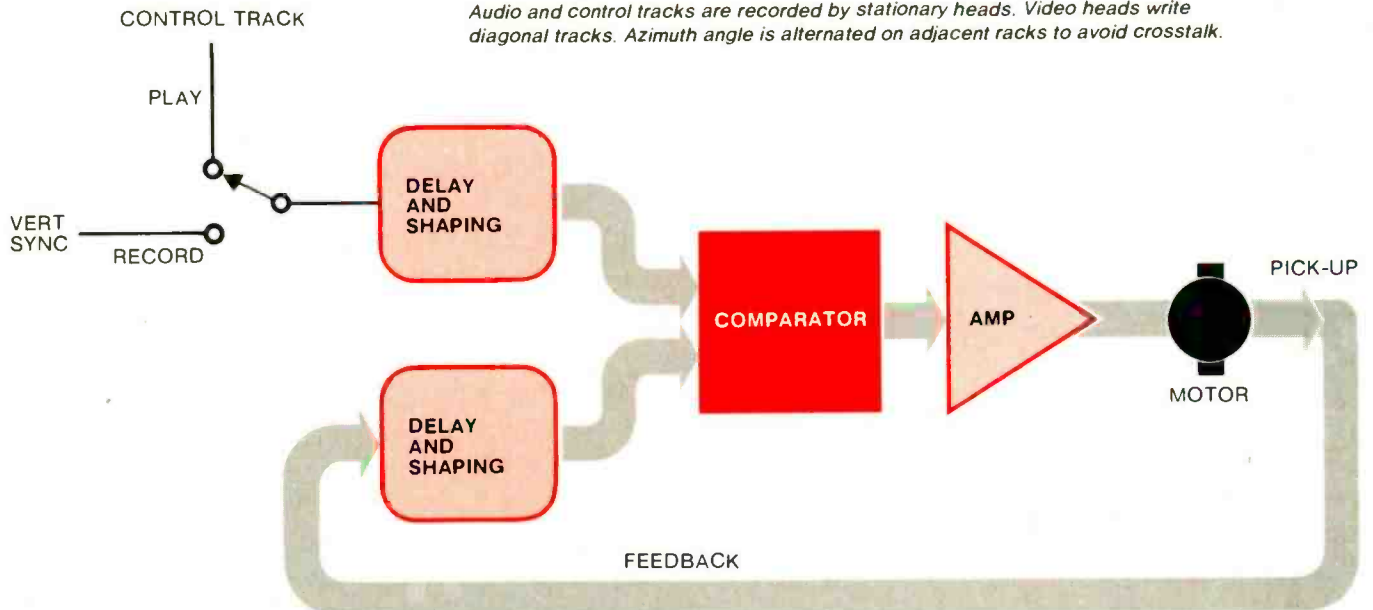 Audio and control tracks are recorded by stationary heads. Video heads write
diagonal tracks. Azimuth angle is alternated on adjacent racks to avoid crosstalk.
CONTROL TRACK
PLAY
VERT
SYNC
RECORD
DELAY
AND
SHAPING
COMPARATOR
AMP
PICK-UP
MOTOR
DELAY
AND
SHAPING
FEEDBACK